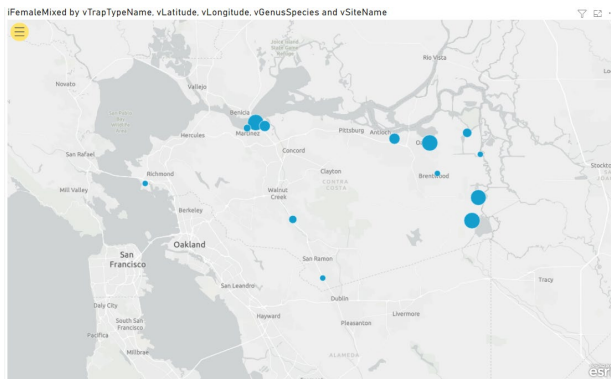 iFemaleMixed by vTrapTypeName, vLatitude, vLongitude, vGenusSpecies and vSiteName
Rio Vista
Novato
Vallejo
Benicia
Martinez
Hercules
Pittsburg
Antioch
San Rafael
Concord
Stockto
Clayton
CONTRA
COSTA
Brentwood
Richmond
Mill Valley
Walnut
Creek
Berkeley
Oakland
San
Francisco
San Ramon
Tracy
San Leandro
Dublin
Daly City
Livermore
Hayward
Pleasanton
South San
Francisco
Pacifica
Millbrae
ALAMEDA
esri